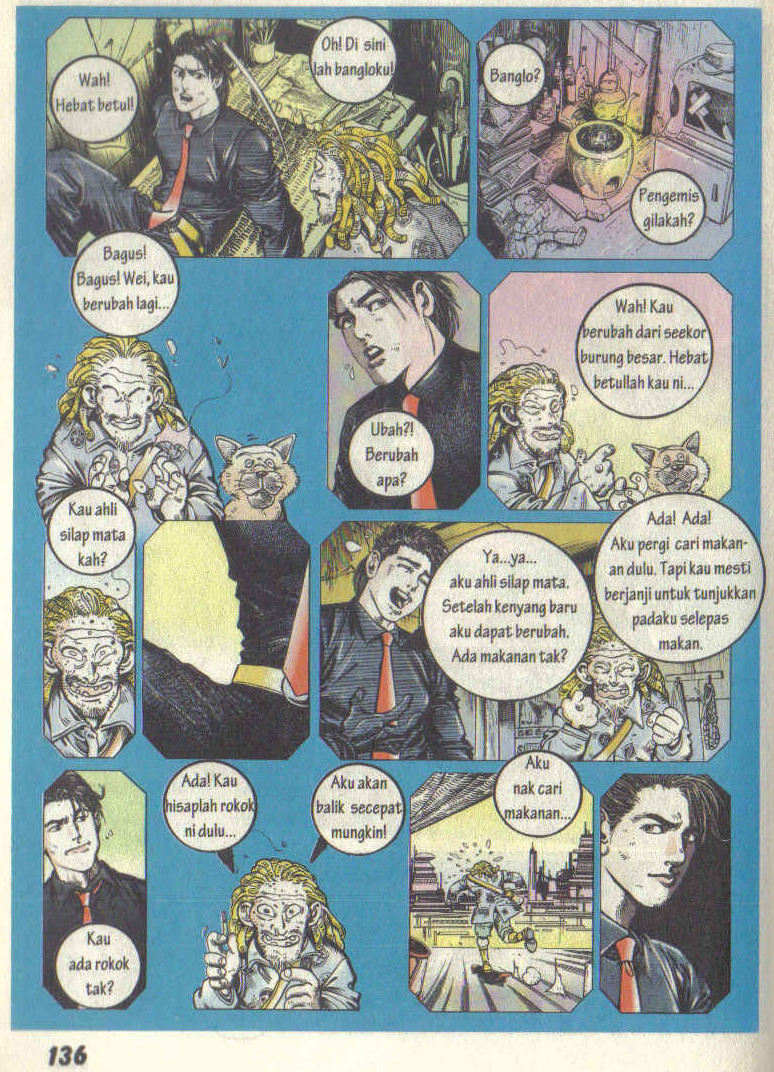 Wah!
Hebat betul!
Oh! Di sini
lah bangloku!
Banglo?
Pengemis
gilakah?
Bagus!
Bagus! Wei, kau
berubah lagi...
Ubah?!
Berubah
apa?
Wah! Kau
berubah dari seekor
burung besar. Hebat
betullah kau ni...
Kau ahli
silap mata
kah?
Ya...ya...
aku ahli silap mata.
Setelah kenyang baru
aku dapat berubah.
Ada makanan tak?
Ada! Ada!
Aku pergi cari makan-
an dulu. Tapi kau mesti
berjanji untuk tunjukkan
padaku selepas
makan.
Kau
ada rokok
tak?
Ada! Kau
hisaplah rokok
ni dulu...
Aku akan
balik secepat
mungkin!
Aku
nak cari
makanan...
136